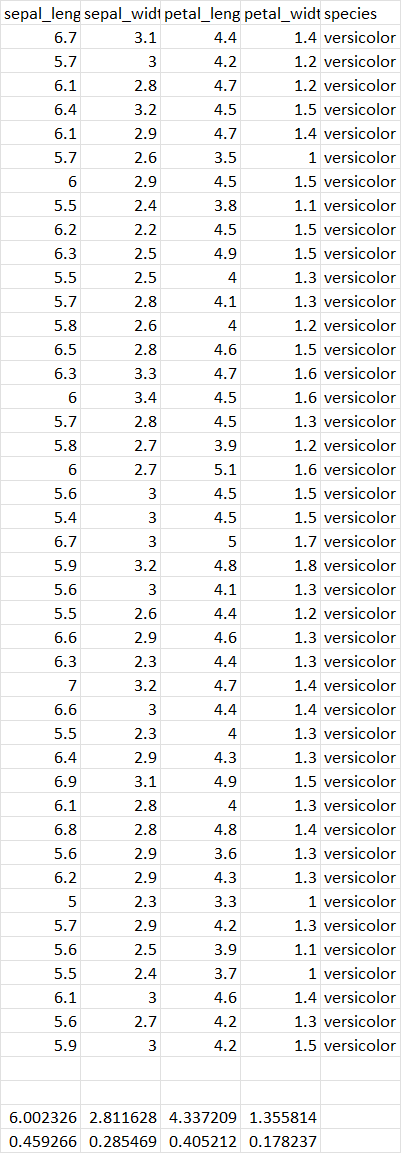 sepal_leng sepal_widt petal_leng petal_widt species
6.7 3.1 4.4 1.4 versicolor
5.7 3 4.2 1.2 versicolor
6.1 2.8 4.7 1.2 versicolor
6.4 3.2 4.5 1.5 versicolor
6.1 2.9 4.7 1.4 versicolor
5.7 2.6 3.5 1 versicolor
6 2.9 4.5 1.5 versicolor
5.5 2.4 3.8 1.1 versicolor
6.2 2.2 4.5 1.5 versicolor
6.3 2.5 4.9 1.5 versicolor
5.5 2.5 4 1.3 versicolor
5.7 2.8 4.1 1.3 versicolor
5.8 2.6 4 1.2 versicolor
6.5 2.8 4.6 1.5 versicolor
6.3 3.3 4.7 1.6 versicolor
6 3.4 4.5 1.6 versicolor
5.7 2.8 4.5 1.3 versicolor
5.8 2.7 3.9 1.2 versicolor
6 2.7 5.1 1.6 versicolor
5.6 3 4.5 1.5 versicolor
5.4 3 4.5 1.5 versicolor
6.7 3 5 1.7 versicolor
5.9 3.2 4.8 1.8 versicolor
5.6 3 4.1 1.3 versicolor
5.5 2.6 4.4 1.2 versicolor
6.6 2.9 4.6 1.3 versicolor
6.3 2.3 4.4 1.3 versicolor
7 3.2 4.7 1.4 versicolor
6.6 3 4.4 1.4 versicolor
5.5 2.3 4 1.3 versicolor
6.4 2.9 4.3 1.3 versicolor
6.9 3.1 4.9 1.5 versicolor
6.1 2.8 4 1.3 versicolor
6.8 2.8 4.8 1.4 versicolor
5.6 2.9 3.6 1.3 versicolor
6.2 2.9 4.3 1.3 versicolor
5 2.3 3.3 1 versicolor
5.7 2.9 4.2 1.3 versicolor
5.6 2.5 3.9 1.1 versicolor
5.5 2.4 3.7 1 versicolor
6.1 3 4.6 1.4 versicolor
5.6 2.7 4.2 1.3 versicolor
5.9 3 4.2 1.5 versicolor
6.002326 2.811628 4.337209 1.355814
0.459266 0.285469 0.405212 0.178237